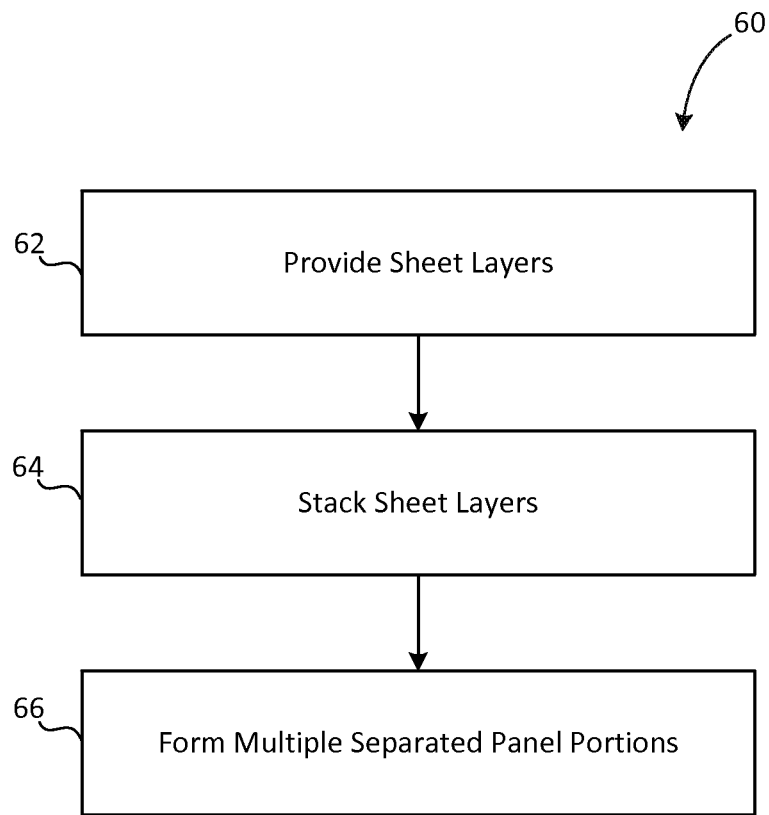 60
62
Provide Sheet Layers
64
Stack Sheet Layers
66
Form Multiple Separated Panel Portions